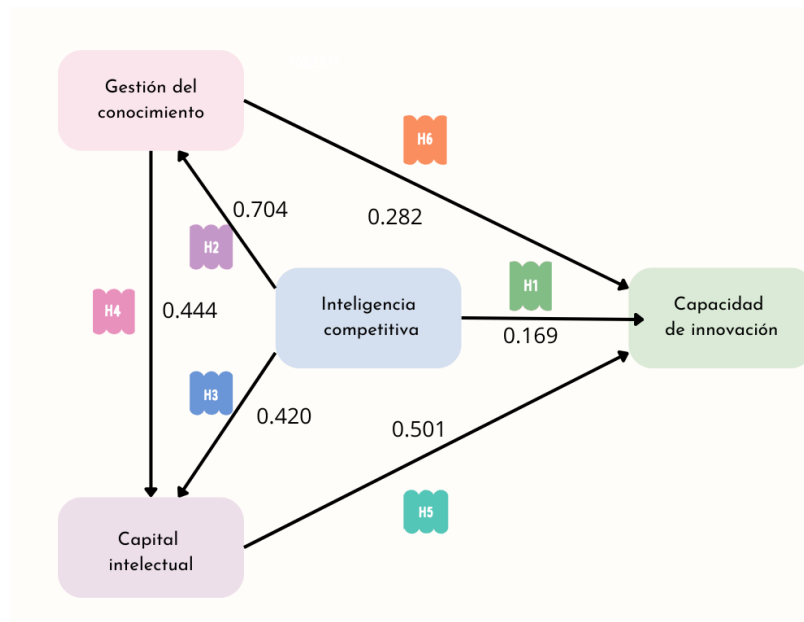 Gestión del
conocimiento
H6
0.704
0.282
H2
Inteligencia
competitiva
H1
Capacidad
de innovación
H4
0.444
0.169
H3
0.420
0.501
H5
Capital
intelectual